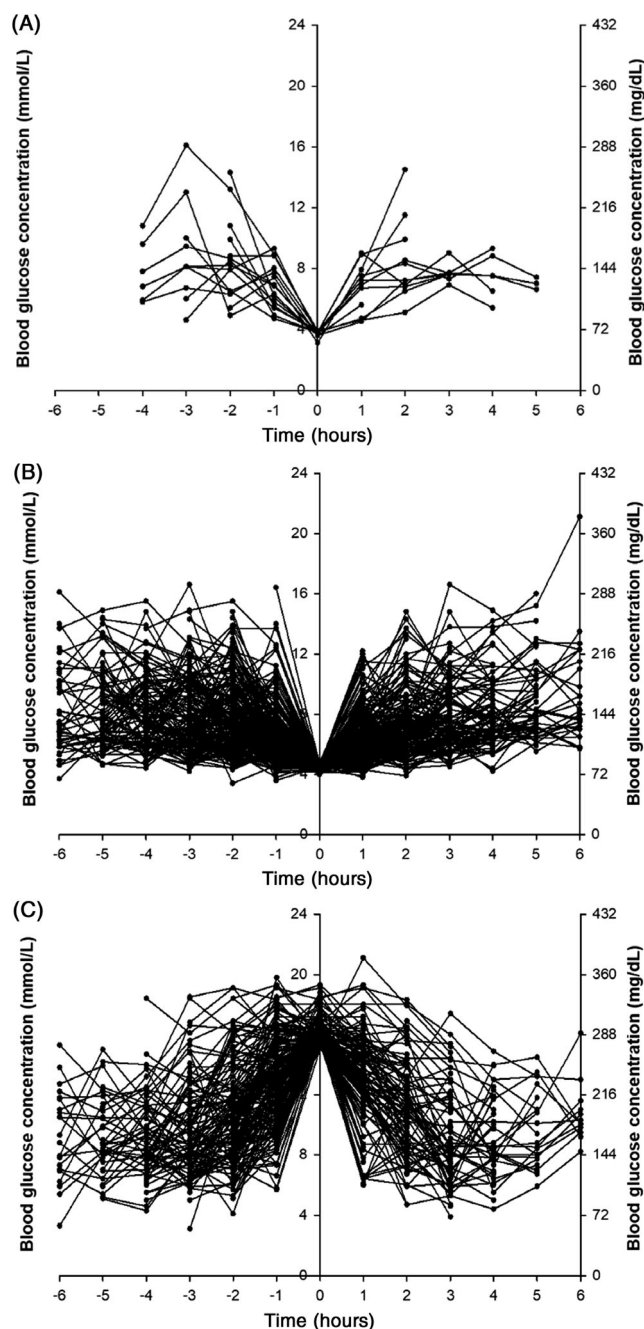 (A)
Blood glucose concentration (mmol/L)
24
20
16
12
8
4
0
432
360
288
216
144
72
0
Blood glucose concentration (mg/dL)
-6 -5 -4 -3 -2 -1 0 1 2 3 4 5 6
Time (hours)
(B)
Blood glucose concentration (mmol/L)
24
20
16
12
8
4
0
432
360
288
216
144
72
0
Blood glucose concentration (mg/dL)
-6 -5 -4 -3 -2 -1 0 1 2 3 4 5 6
Time (hours)
(C)
Blood glucose concentration (mmol/L)
24
20
8
4
0
432
360
288
216
144
72
0
Blood glucose concentration (mg/dL)
-6 -5 -4 -3 -2 -1 0 1 2 3 4 5 6
Time (hours)